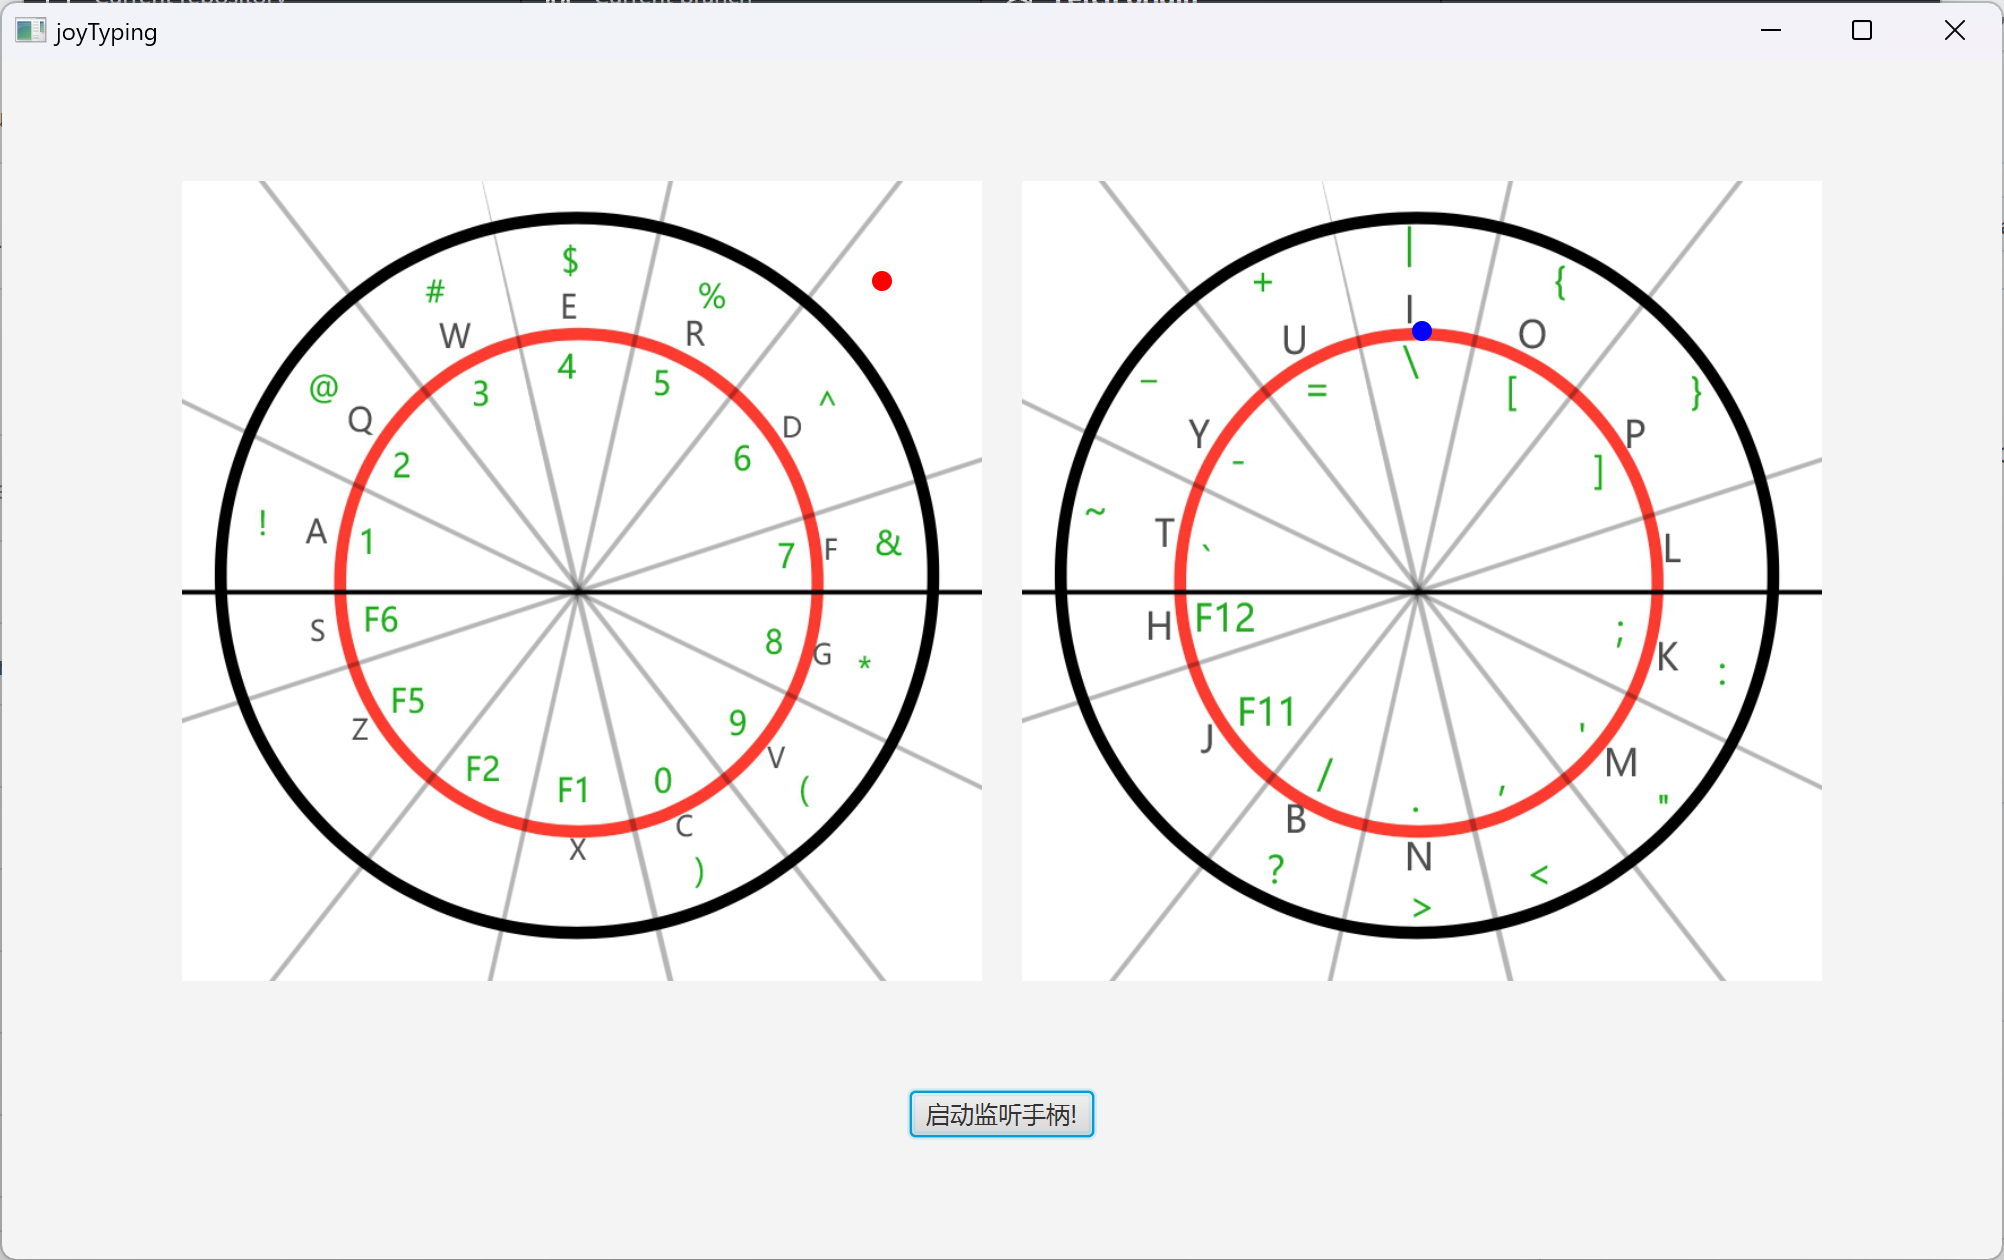 joyTyping
$
# %
E
W R
4
3 5
@ ^
Q D
2 6
! &
A 1 7 F
S F6 8 G *
F5
Z 9 V
F2 F1 0 (
X C
)
|
+ {
I
U O
\
= [
_ }
Y P
- ]
~
T ` L
H F12 ; K :
F11 '
J M
/ . , "
B
N
? <
>
启动监听手柄!